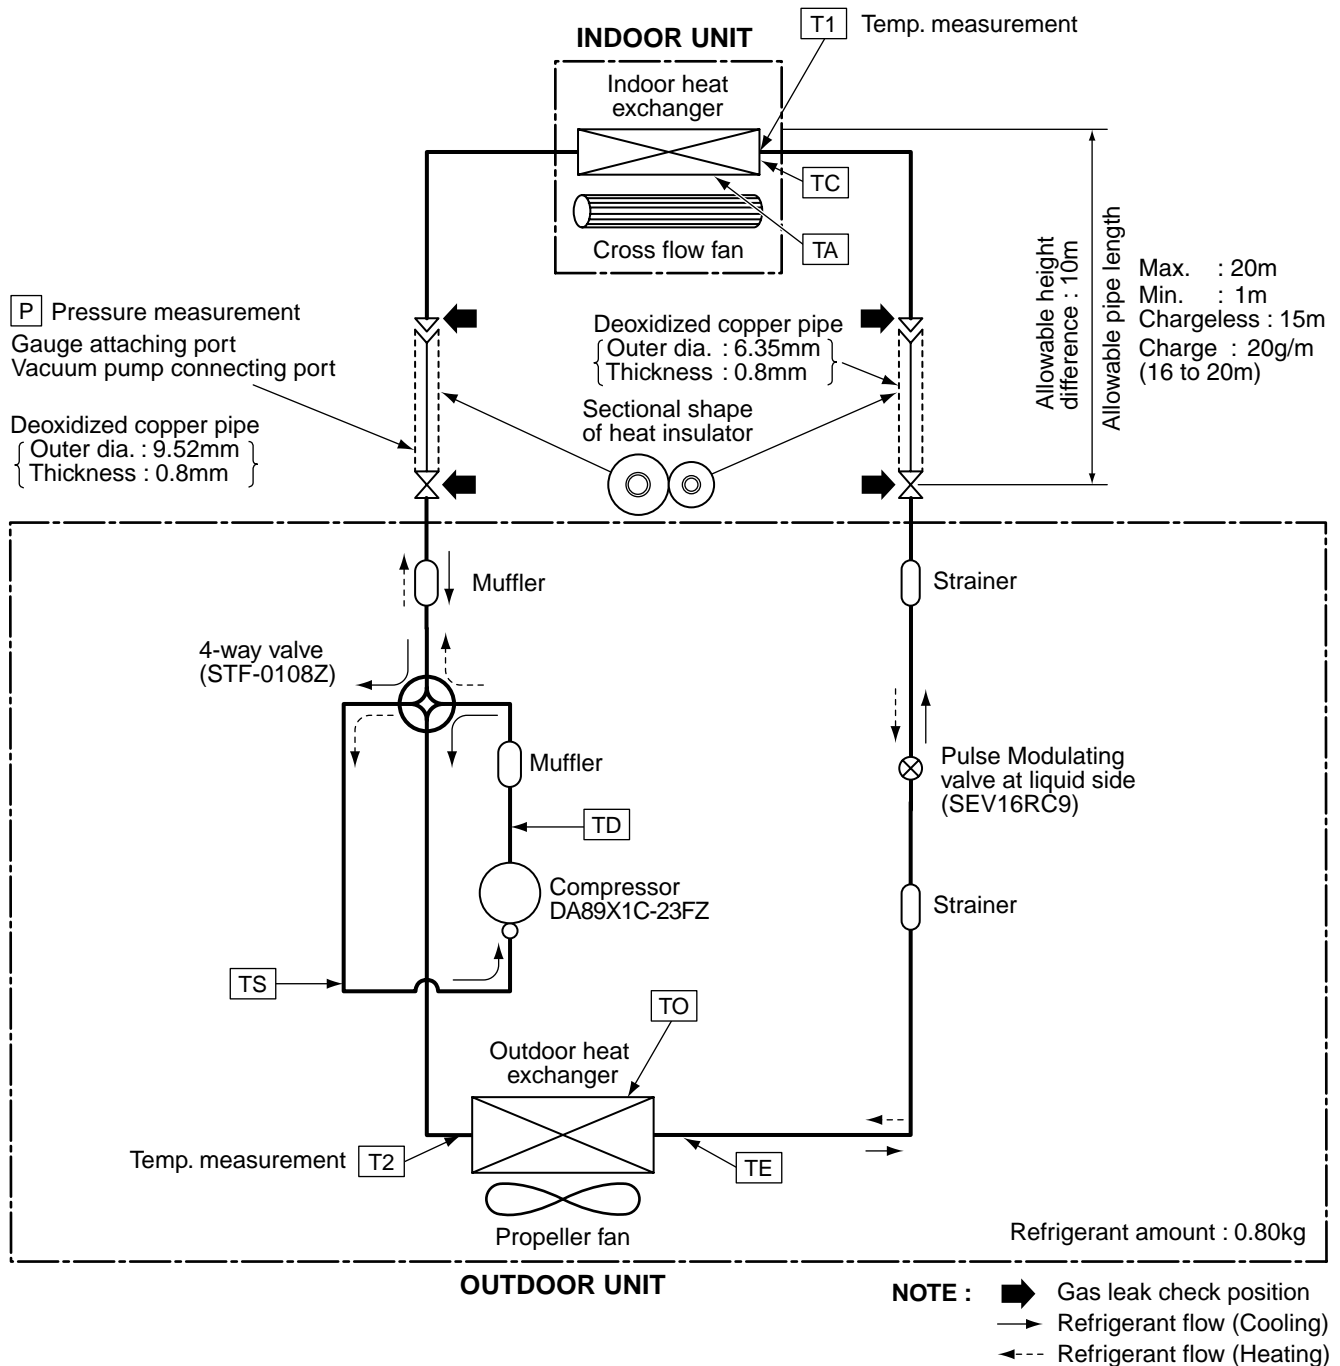 T1 Temp. measurement
INDOOR UNIT
Indoor heat
exchanger
TC
Cross flow fan
TA
Allowable height
difference : 10m
Allowable pipe length
Max. : 20m
Min. : 1m
Chargeless : 15m
Charge : 20g/m
(16 to 20m)
P Pressure measurement
Gauge attaching port
Vacuum pump connecting port
Deoxidized copper pipe
Outer dia. : 9.52mm
Thickness : 0.8mm
Deoxidized copper pipe
Outer dia. : 6.35mm
Thickness : 0.8mm
Sectional shape
of heat insulator
Muffler
Strainer
4-way valve
(STF-0108Z)
Muffler
Pulse Modulating
valve at liquid side
(SEV16RC9)
TD
Compressor
DA89X1C-23FZ
Strainer
TS
TO
Outdoor heat
exchanger
Temp. measurement T2
TE
Propeller fan
Refrigerant amount : 0.80kg
OUTDOOR UNIT
NOTE : Gas leak check position
Refrigerant flow (Cooling)
Refrigerant flow (Heating)